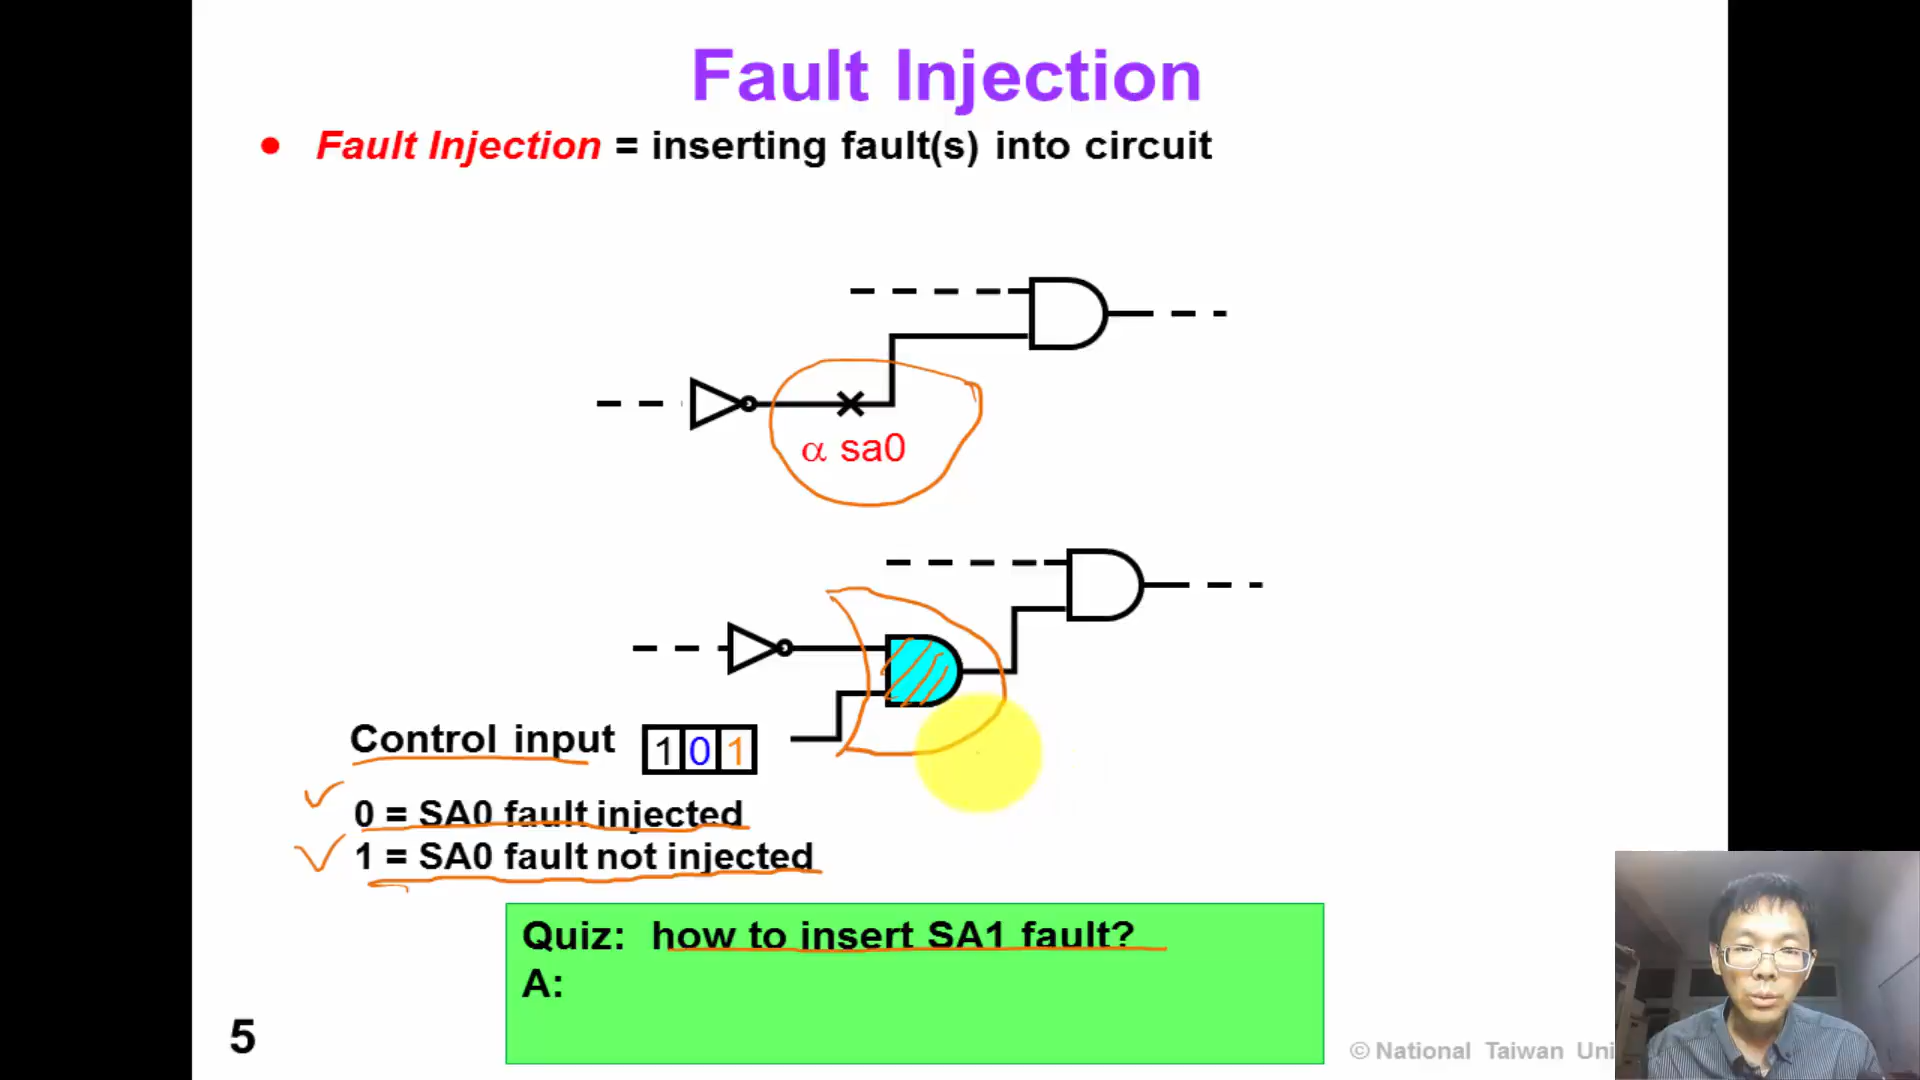 Fault Injection
• Fault Injection = inserting fault(s) into circuit
α sa0
Control input 1 0 1
0 = SA0 fault injected
1 = SA0 fault not injected
Quiz: how to insert SA1 fault?
A:
5
© National Taiwan